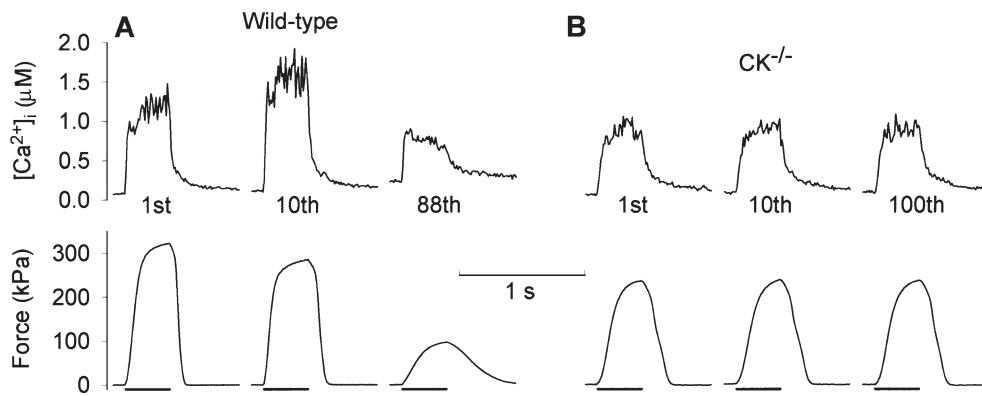 A Wild-type B
CK-/-
2.0
1.5
1.0
0.5
0.0
[Ca2+]i (μM)
1st 10th 88th 1st 10th 100th
300
200
100
0
Force (kPa)
1 s